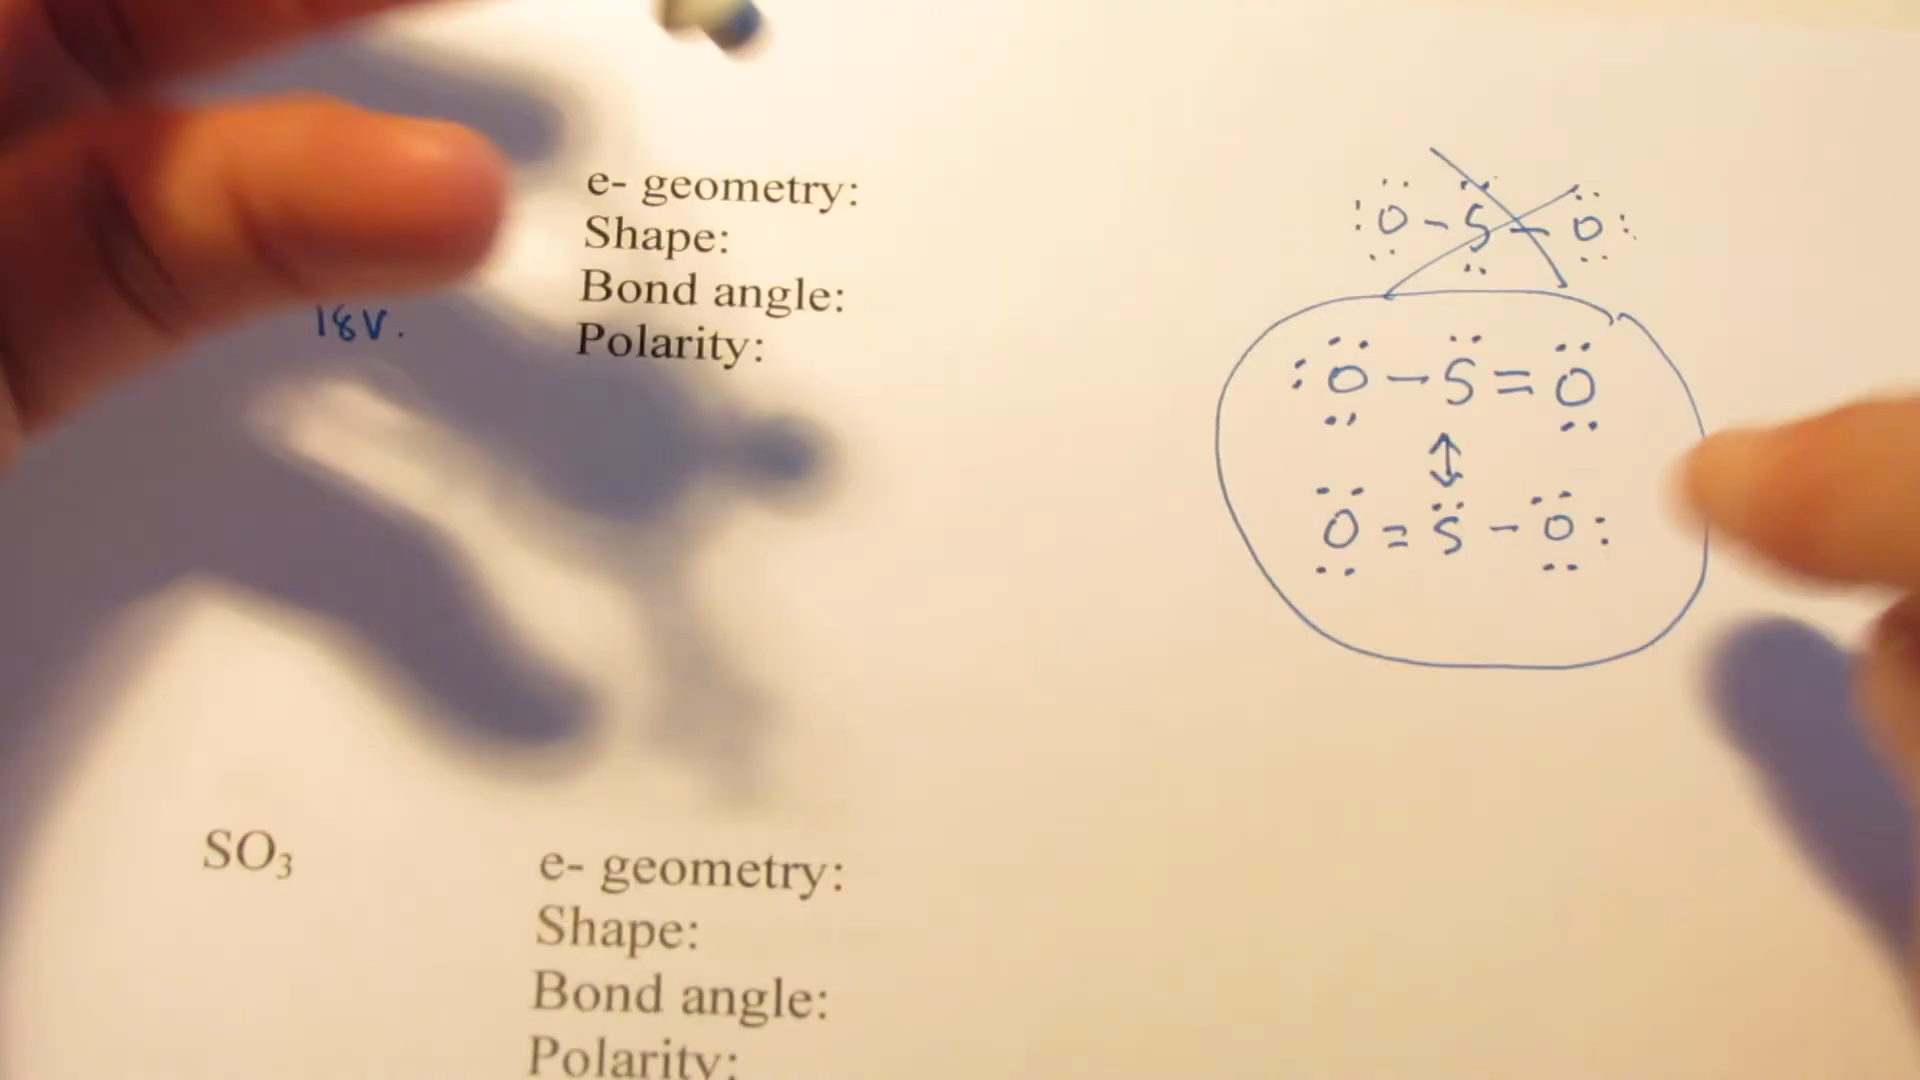 e- geometry:
Shape:
Bond angle:
Polarity:
18V.
:O-S-O:
:O-S=O
O=S-O:
SO₃
e- geometry:
Shape:
Bond angle:
Polarity: